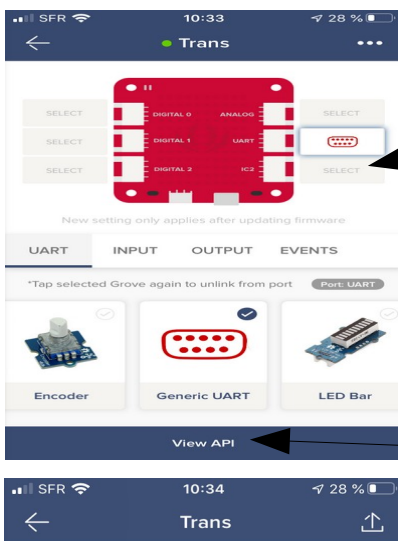 SFR 10:33 28 %
Trans
SELECT DIGITAL 0 ANALOG SELECT
SELECT DIGITAL 1 UART
SELECT DIGITAL 2 IC2 SELECT
New setting only applies after updating firmware
UART INPUT OUTPUT EVENTS
*Tap selected Grove again to unlink from port Port: UART
Encoder Generic UART LED Bar
View API
SFR 10:34 28 %
Trans